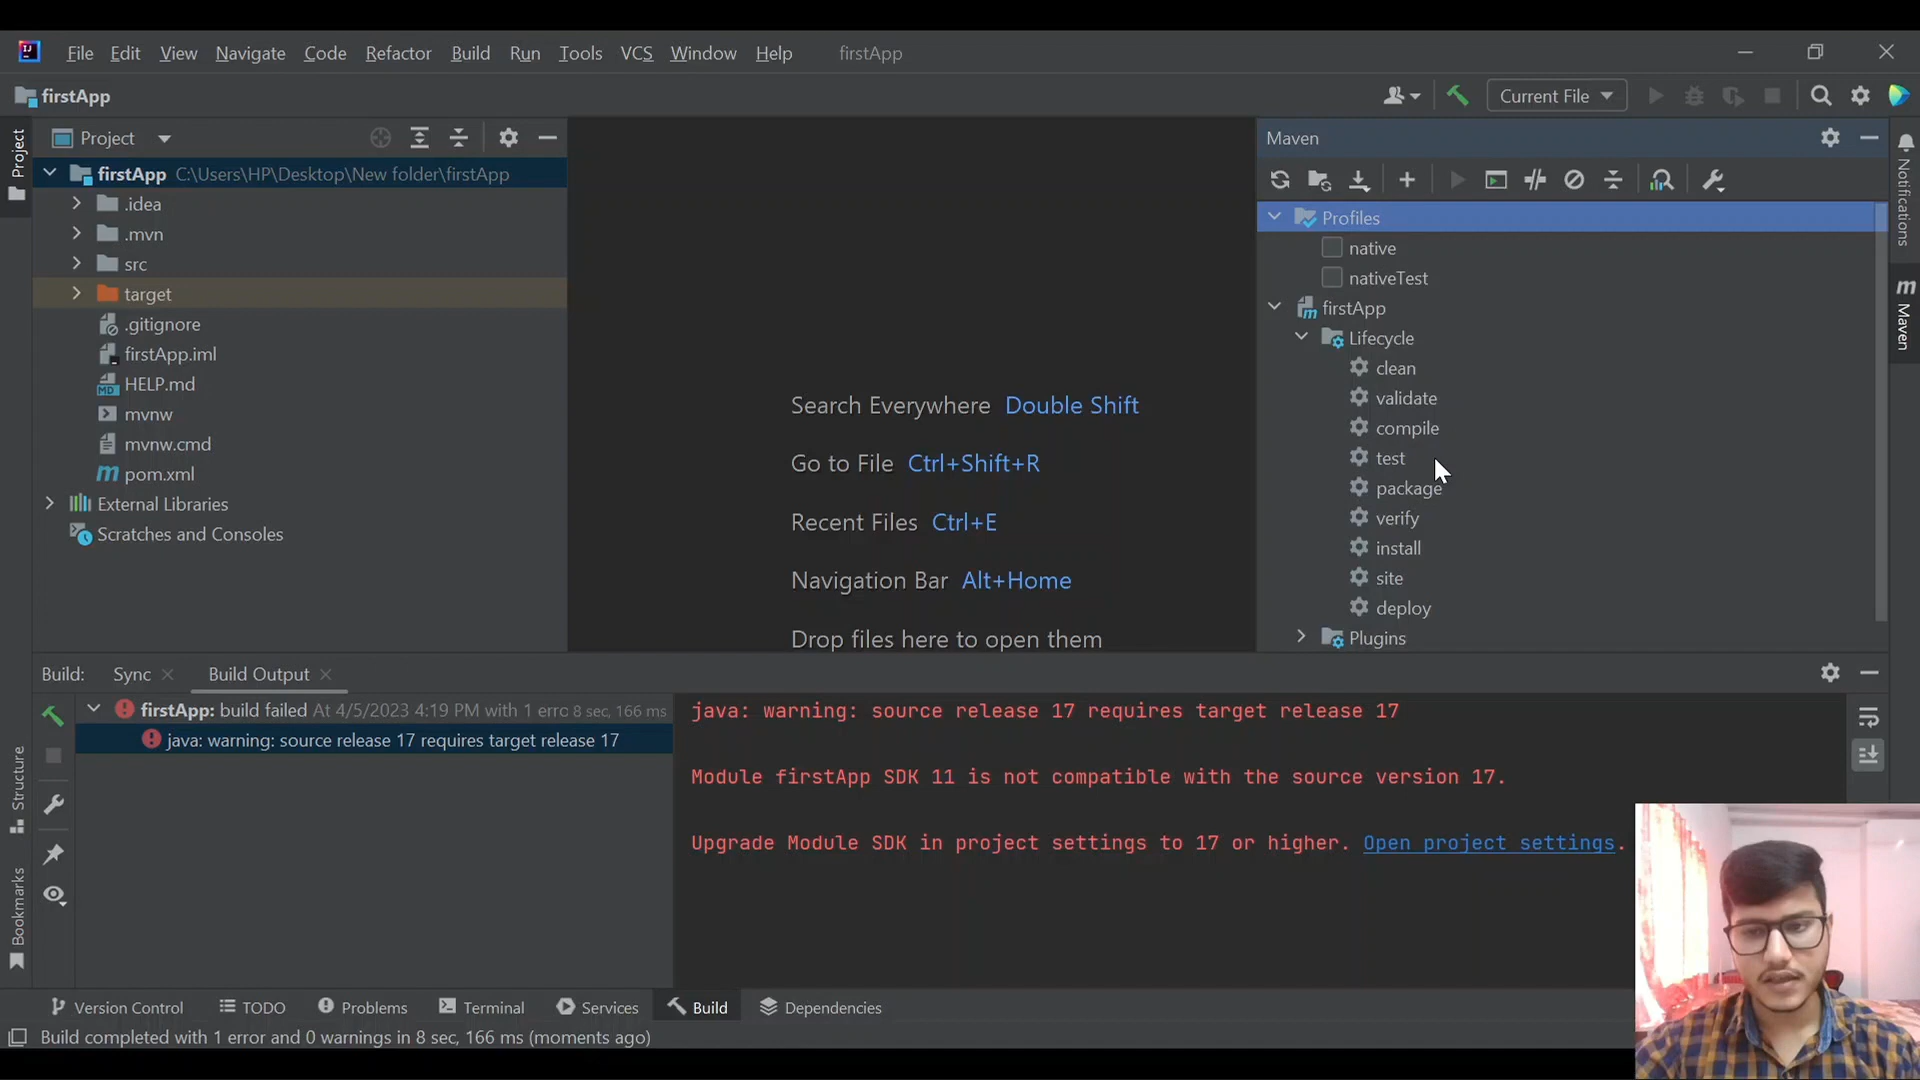 File Edit View Navigate Code Refactor Build Run Tools VCS Window Help firstApp
firstApp
Current File
Project
Project
firstApp C:\Users\HP\Desktop\New folder\firstApp
.idea
.mvn
src
target
.gitignore
firstApp.iml
HELP.md
mvnw
mvnw.cmd
pom.xml
External Libraries
Scratches and Consoles
Search Everywhere Double Shift
Go to File Ctrl+Shift+R
Recent Files Ctrl+E
Navigation Bar Alt+Home
Drop files here to open them
Maven
Profiles
native
nativeTest
firstApp
Lifecycle
clean
validate
compile
test
package
verify
install
site
deploy
Plugins
Notifications
Maven
Build: Sync Build Output
firstApp: build failed At 4/5/2023 4:19 PM with 1 errc 8 sec, 166 ms
java: warning: source release 17 requires target release 17
java: warning: source release 17 requires target release 17
Module firstApp SDK 11 is not compatible with the source version 17.
Upgrade Module SDK in project settings to 17 or higher. Open project settings.
Structure
Bookmarks
Version Control TODO Problems Terminal Services Build Dependencies
Build completed with 1 error and 0 warnings in 8 sec, 166 ms (moments ago)